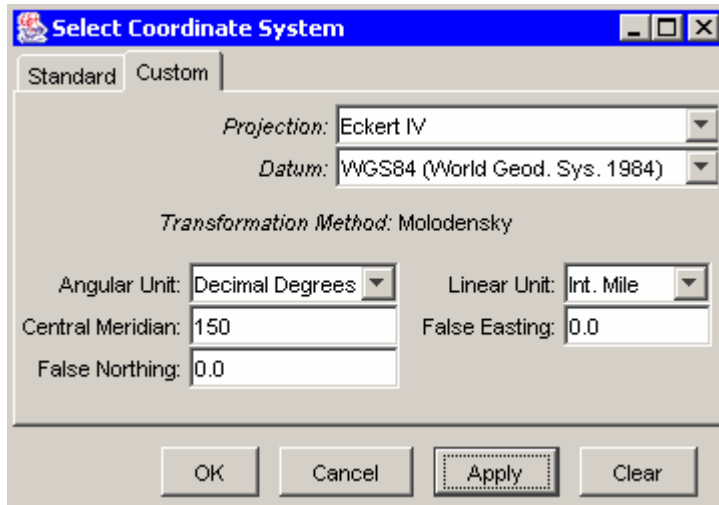 Select Coordinate System
Standard Custom
Projection: Eckert IV
Datum: WGS84 (World Geod. Sys. 1984)
Transformation Method: Molodensky
Angular Unit: Decimal Degrees Linear Unit: Int. Mile
Central Meridian: 150 False Easting: 0.0
False Northing: 0.0
OK Cancel Apply Clear